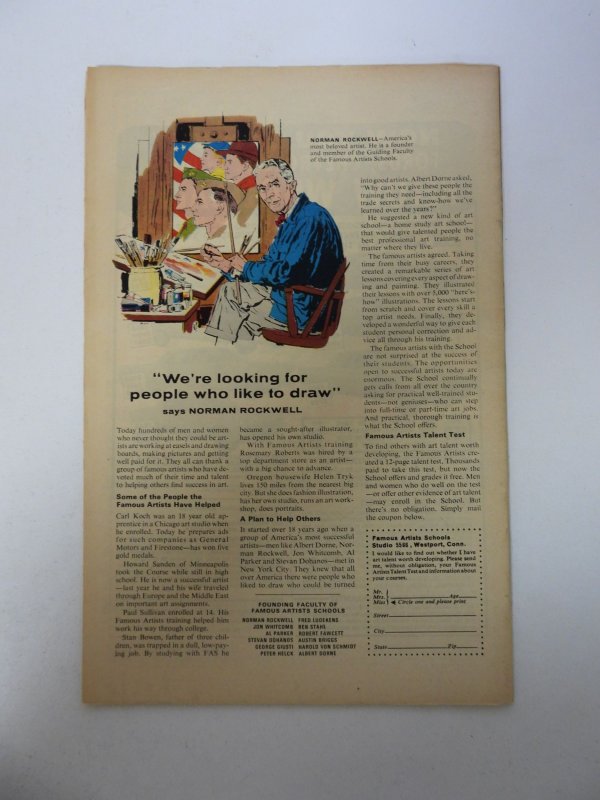 NORMAN ROCKWELL—America's
most beloved artist. He is a founder
and member of the Guiding Faculty
of the Famous Artists Schools.
"We're looking for
people who like to draw"
says NORMAN ROCKWELL
Today hundreds of men and women
who never thought they could be art-
ists are working at easels and drawing
boards, making pictures and getting
well paid for it. They all can thank a
group of famous artists who have de-
voted much of their time and talent
to helping others find success in art.
Some of the People the
Famous Artists Have Helped
Carl Koch was an 18 year old ap-
prentice in a Chicago art studio when
he enrolled. Today he prepares ads
for such companies as General
Motors and Firestone—has won five
gold medals.
Howard Sanden of Minneapolis
took the Course while still in high
school. He is now a successful artist
—last year he and his wife traveled
through Europe and the Middle East
on important art assignments.
Paul Sullivan enrolled at 14. His
Famous Artists training helped him
work his way through college.
Stan Bowen, father of three chil-
dren, was trapped in a dull, low-pay-
ing job. By studying with FAS he
became a sought-after illustrator,
has opened his own studio.
With Famous Artists training
Rosemary Roberts was hired by a
top department store as an artist—
with a big chance to advance.
Oregon housewife Helen Tryk
lives 150 miles from the nearest big
city. But she does fashion illustration,
has her own studio, runs an art work-
shop, does portraits.
A Plan to Help Others
It started over 18 years ago when a
group of America's most successful
artists—men like Albert Dorne, Nor-
man Rockwell, Jon Whitcomb, Al
Parker and Stevan Dohanos—met in
New York City. They knew that all
over America there were people who
liked to draw who could be turned
FOUNDING FACULTY OF
FAMOUS ARTISTS SCHOOLS
NORMAN ROCKWELL FRED LUDEKENS
JON WHITCOMB BEN STAHL
AL PARKER ROBERT FAWCETT
STEVAN DOHANOS AUSTIN BRIGGS
GEORGE GIUSTI HAROLD VON SCHMIDT
PETER HELCK ALBERT DORNE
into good artists. Albert Dorne asked,
"Why can't we give these people the
training they need—including all the
trade secrets and know-how we've
learned over the years?"
He suggested a new kind of art
school—a home study art school—
that would give talented people the
best professional art training, no
matter where they live.
The famous artists agreed. Taking
time from their busy careers, they
created a remarkable series of art
lessons covering every aspect of draw-
ing and painting. They illustrated
their lessons with over 5,000 "here's-
how" illustrations. The lessons start
from scratch and cover every skill a
top artist needs. Finally, they de-
veloped a wonderful way to give each
student personal correction and ad-
vice all through his training.
The famous artists with the School
are not surprised at the success of
their students. The opportunities
open to successful artists today are
enormous. The School continually
gets calls from all over the country
asking for practical well-trained stu-
dents—not geniuses—who can step
into full-time or part-time art jobs.
And practical, thorough training is
what the School offers.
Famous Artists Talent Test
To find others with art talent worth
developing, the Famous Artists cre-
ated a 12-page talent test. Thousands
paid to take this test, but now the
School offers and grades it free. Men
and women who do well on the test
—or offer other evidence of art talent
—may enroll in the School. But
there's no obligation. Simply mail
the coupon below.
Famous Artists Schools
Studio 5595, Westport, Conn.
I would like to find out whether I have
art talent worth developing. Please send
me, without obligation, your Famous
Artists Talent Test and information about
your courses.
Mr.
Mrs. Age
Miss Circle one and please print
Street
City
State Zip